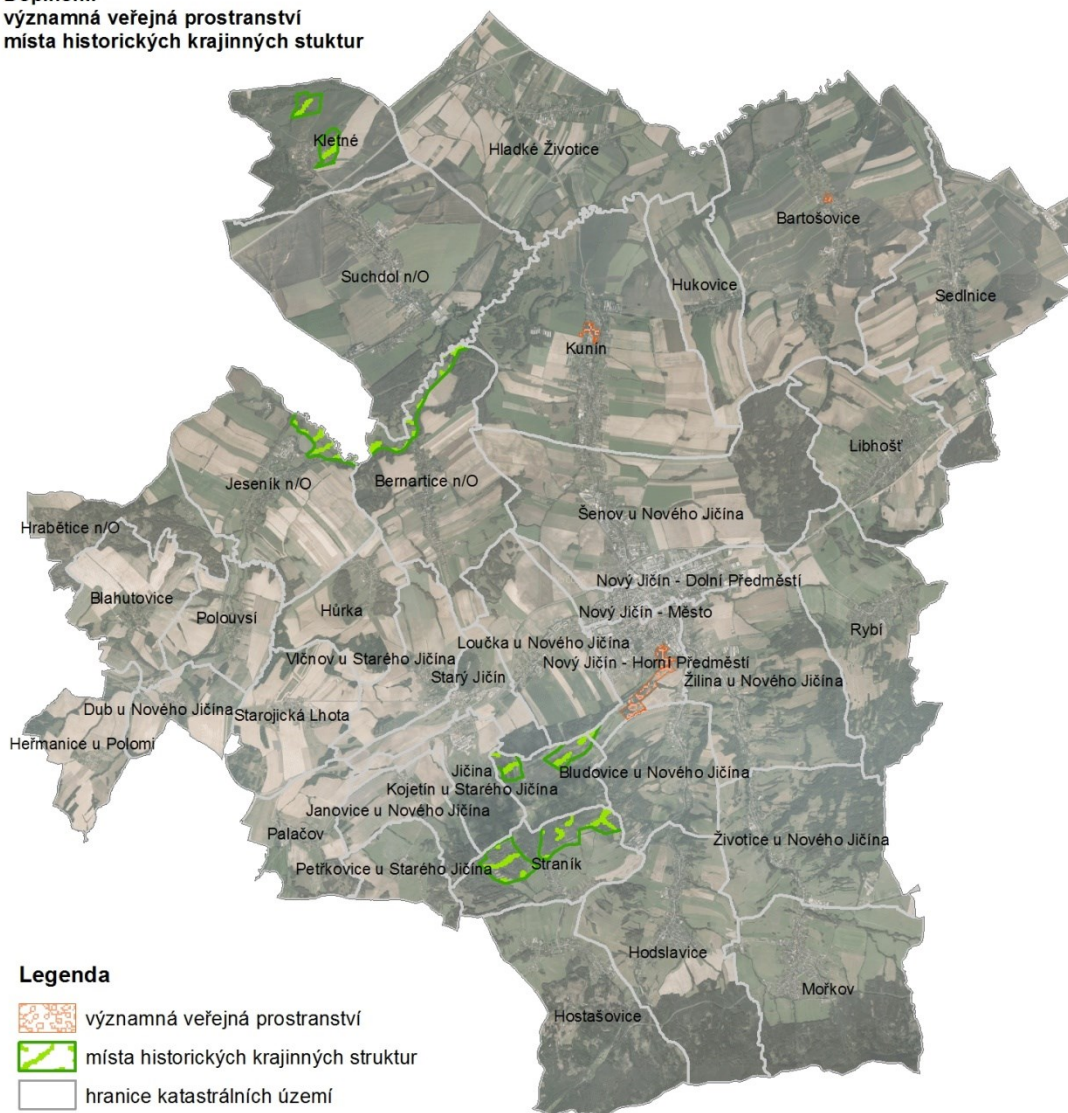 významná veřejná prostranství
místa historických krajinných stuktur
Kletné
Hladké Životice
Bartošovice
Suchdol n/O
Hukovice
Sedlnice
Kunín
Libhošť
Jeseník n/O
Bernartice n/O
Šenov u Nového Jičína
Hrabětice n/O
Nový Jičín - Dolní Předměstí
Blahutovice
Polouvsí
Hůrka
Nový Jičín - Město
Rybí
Loučka u Nového Jičína
Vlčnov u Starého Jičína
Nový Jičín - Horní Předměstí
Starý Jičín
Žilina u Nového Jičína
Dub u Nového Jičína
Starojická Lhota
Heřmanice u Polomi
Jičina
Bludovice u Nového Jičína
Kojetín u Starého Jičína
Janovice u Nového Jičína
Palačov
Životice u Nového Jičína
Petřkovice u Starého Jičína
Straník
Hodslavice
Mořkov
Hostašovice
Legenda
významná veřejná prostranství
místa historických krajinných struktur
hranice katastrálních území